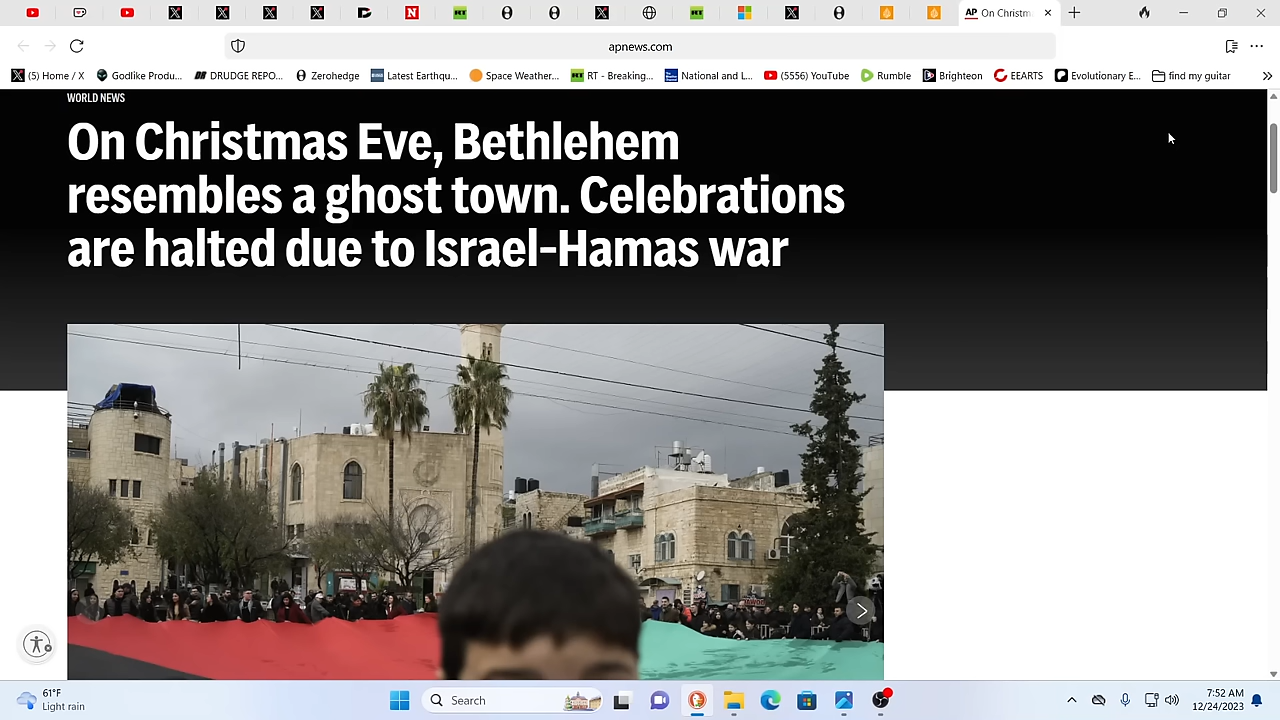 AP On Christm
apnews.com
(5) Home / X
Godlike Produ...
DRUDGE REPO...
Zerohedge
Latest Earthqu...
Space Weather...
RT - Breaking...
National and L...
(5556) YouTube
Rumble
Brighteon
EEARTS
Evolutionary E...
find my guitar
WORLD NEWS
On Christmas Eve, Bethlehem
resembles a ghost town. Celebrations
are halted due to Israel-Hamas war
61°F
Light rain
Search
7:52 AM
12/24/2023